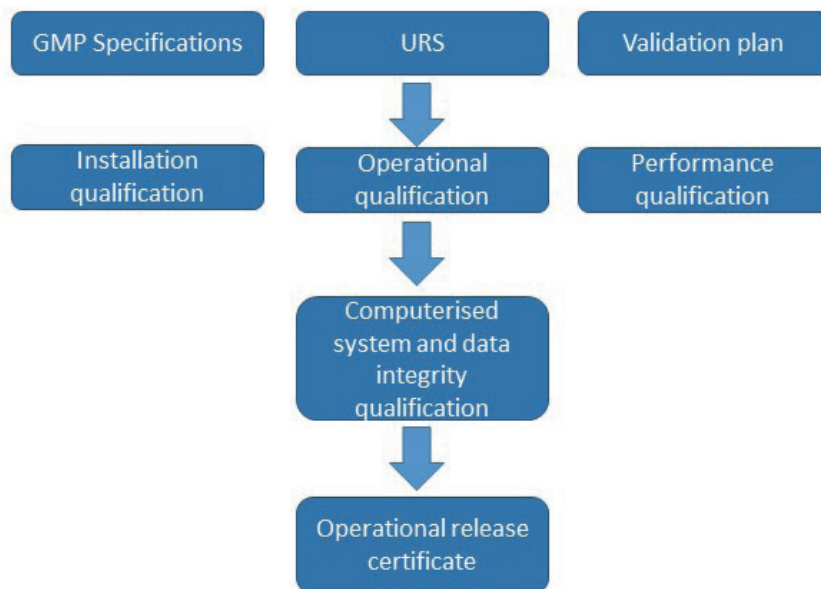 GMP Specifications
URS
Validation plan
Installation
qualification
Operational
qualification
Performance
qualification
Computerised
system and data
integrity
qualification
Operational release
certificate